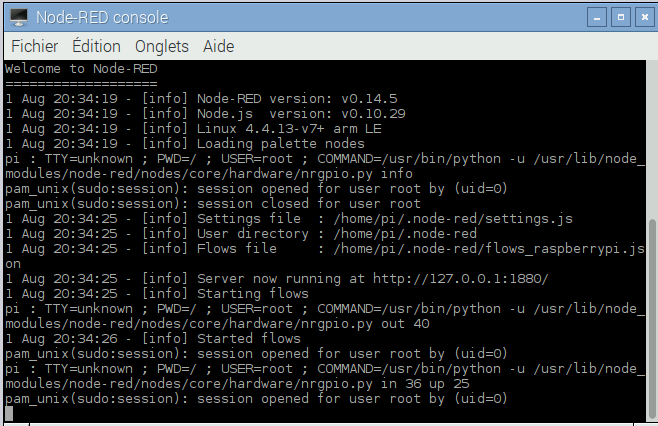 Node-RED console
Fichier Édition Onglets Aide
Welcome to Node-RED
===================
1 Aug 20:34:19 - [info] Node-RED version: v0.14.5
1 Aug 20:34:19 - [info] Node.js  version: v0.10.29
1 Aug 20:34:19 - [info] Linux 4.4.13-v7+ arm LE
1 Aug 20:34:19 - [info] Loading palette nodes
pi : TTY=unknown ; PWD=/ ; USER=root ; COMMAND=/usr/bin/python -u /usr/lib/node_
modules/node-red/nodes/core/hardware/nrgpio.py info
pam_unix(sudo:session): session opened for user root by (uid=0)
pam_unix(sudo:session): session closed for user root
1 Aug 20:34:25 - [info] Settings file  : /home/pi/.node-red/settings.js
1 Aug 20:34:25 - [info] User directory : /home/pi/.node-red
1 Aug 20:34:25 - [info] Flows file     : /home/pi/.node-red/flows_raspberrypi.js
on
1 Aug 20:34:25 - [info] Server now running at http://127.0.0.1:1880/
1 Aug 20:34:25 - [info] Starting flows
pi : TTY=unknown ; PWD=/ ; USER=root ; COMMAND=/usr/bin/python -u /usr/lib/node_
modules/node-red/nodes/core/hardware/nrgpio.py out 40
1 Aug 20:34:26 - [info] Started flows
pam_unix(sudo:session): session opened for user root by (uid=0)
pi : TTY=unknown ; PWD=/ ; USER=root ; COMMAND=/usr/bin/python -u /usr/lib/node_
modules/node-red/nodes/core/hardware/nrgpio.py in 36 up 25
pam_unix(sudo:session): session opened for user root by (uid=0)